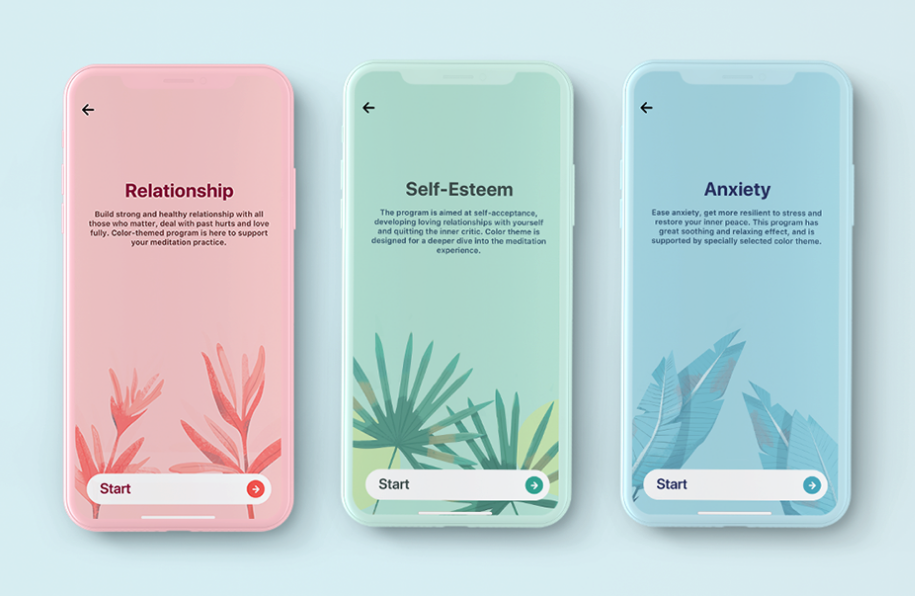 Relationship
Build strong and healthy relationship with all
those who matter, deal with past hurts and love
fully. Color-themed program is here to support
your meditation practice.
Start
Self-Esteem
The program is aimed at self-acceptance,
developing loving relationships with yourself
and quitting the inner critic. Color theme is
designed for a deeper dive into the meditation
experience.
Start
Anxiety
Ease anxiety, get more resilient to stress and
restore your inner peace. This program has
great soothing and relaxing effect, and is
supported by specially selected color theme.
Start